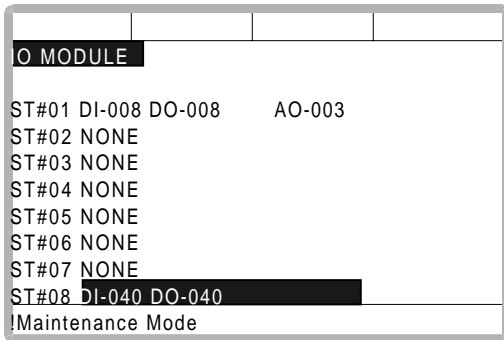 IO MODULE
ST#01 DI-008 DO-008 AO-003
ST#02 NONE
ST#03 NONE
ST#04 NONE
ST#05 NONE
ST#06 NONE
ST#07 NONE
ST#08 DI-040 DO-040
!Maintenance Mode